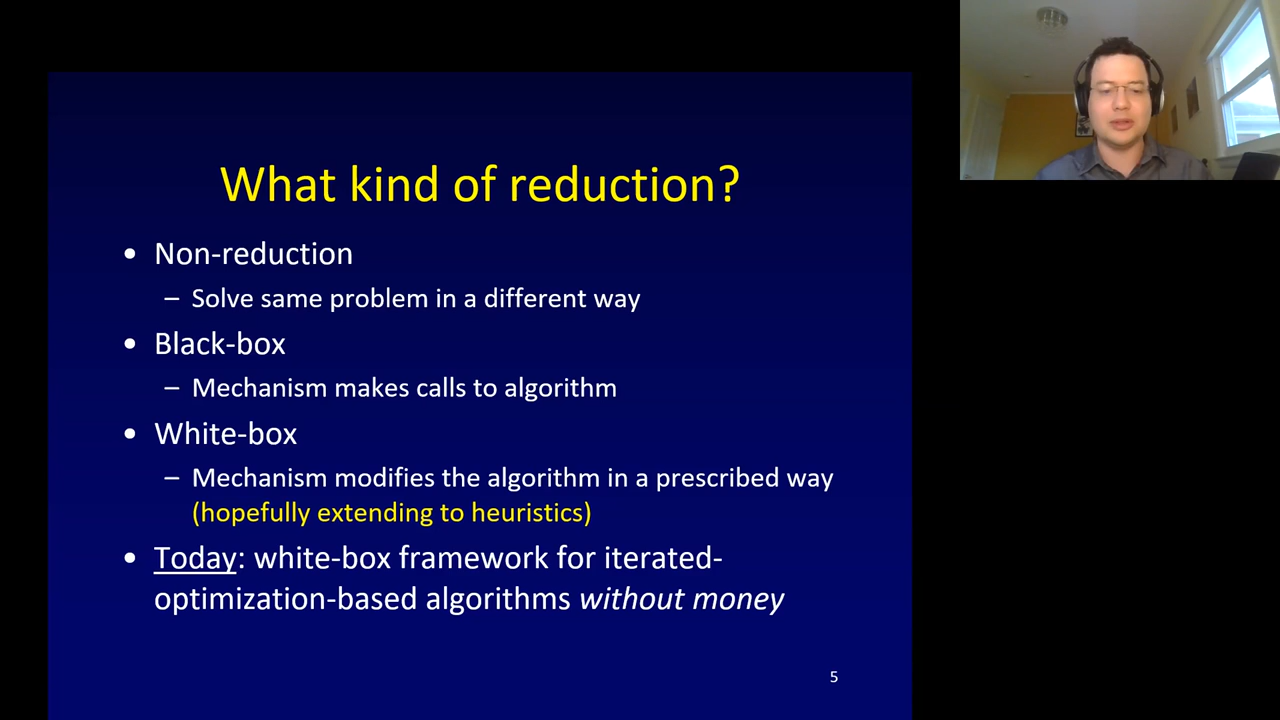 What kind of reduction?
• Non-reduction
– Solve same problem in a different way
• Black-box
– Mechanism makes calls to algorithm
• White-box
– Mechanism modifies the algorithm in a prescribed way
(hopefully extending to heuristics)
• Today: white-box framework for iterated-
optimization-based algorithms without money
5